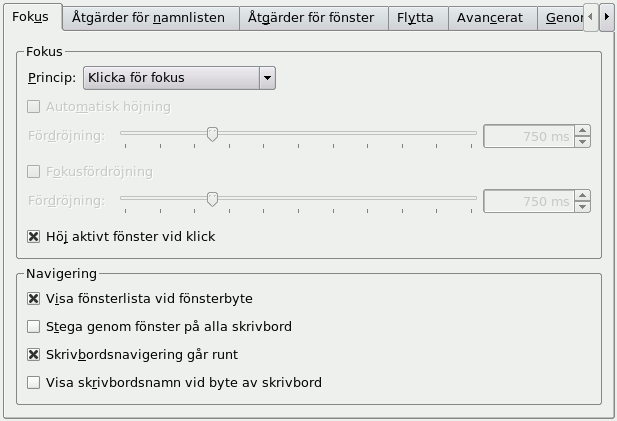 Fokus Åtgärder för namnlisten Åtgärder för fönster Flytta Avancerat
Fokus
Princip: Klicka för fokus
Automatisk höjning
Fördröjning: 750 ms
Fokusfördröjning
Fördröjning: 750 ms
Höj aktivt fönster vid klick
Navigering
Visa fönsterlista vid fönsterbyte
Stega genom fönster på alla skrivbord
Skrivbordsnavigering går runt
Visa skrivbordsnamn vid byte av skrivbord